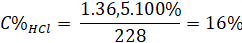 C%HCl = 1.36,5.100% / 228 = 16%